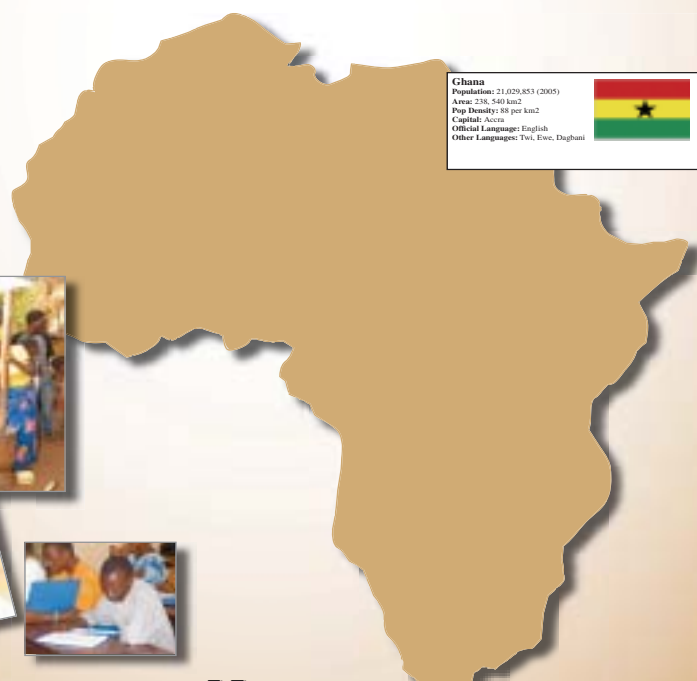 Ghana
Population: 21,029,853 (2005)
Area: 238, 540 km2
Pop Density: 88 per km2
Capital: Accra
Official Language: English
Other Languages: Twi, Ewe, Dagbani